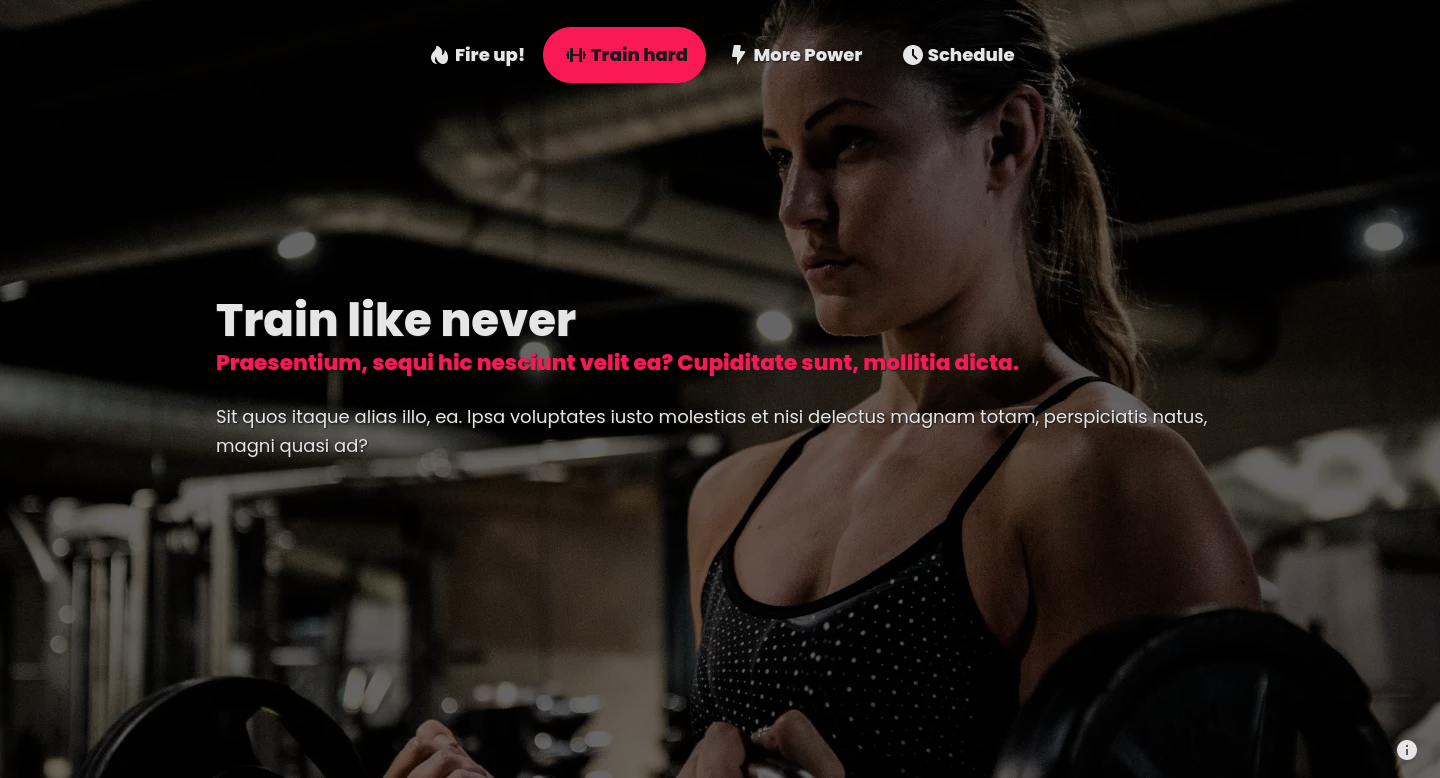 Fire up!
Train hard
More Power
Schedule
Train like never
Praesentium, sequi hic nesciunt velit ea? Cupiditate sunt, mollitia dicta.
Sit quos itaque alias illo, ea. Ipsa voluptates iusto molestias et nisi delectus magnam totam, perspiciatis natus,
magni quasi ad?